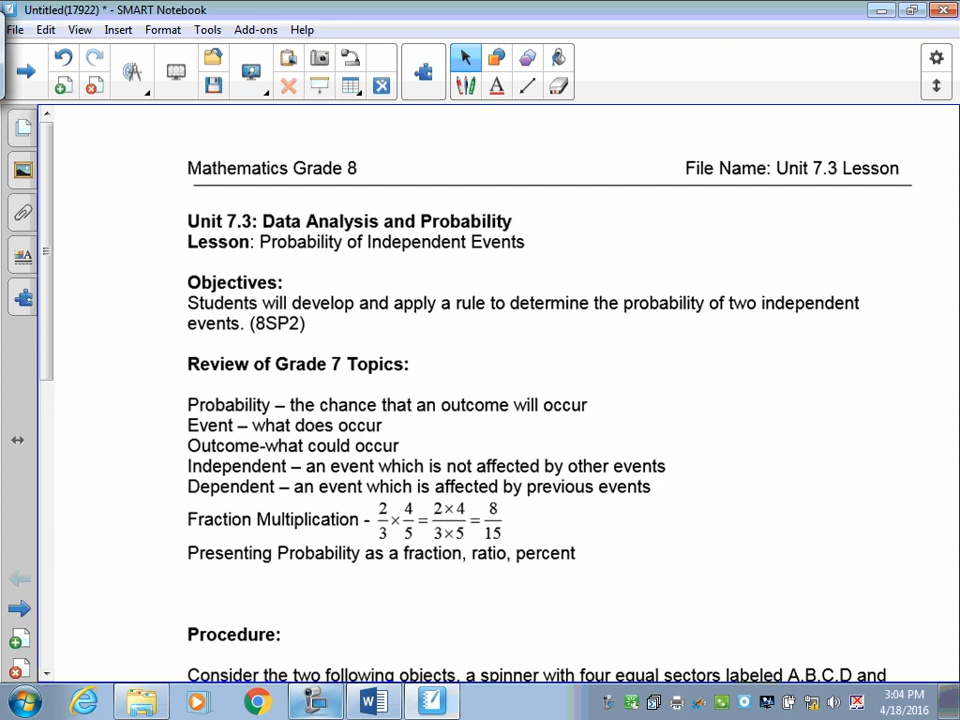 Untitled(17922) * - SMART Notebook
File Edit View Insert Format Tools Add-ons Help
Mathematics Grade 8 File Name: Unit 7.3 Lesson
Unit 7.3: Data Analysis and Probability
Lesson: Probability of Independent Events
Objectives:
Students will develop and apply a rule to determine the probability of two independent
events. (8SP2)
Review of Grade 7 Topics:
Probability – the chance that an outcome will occur
Event – what does occur
Outcome-what could occur
Independent – an event which is not affected by other events
Dependent – an event which is affected by previous events
Fraction Multiplication - 2/3 × 4/5 = 2 × 4/3 × 5 = 8/15
Presenting Probability as a fraction, ratio, percent
Procedure:
Consider the two following objects, a spinner with four equal sectors labeled A,B,C,D and
3:04 PM
4/18/2016